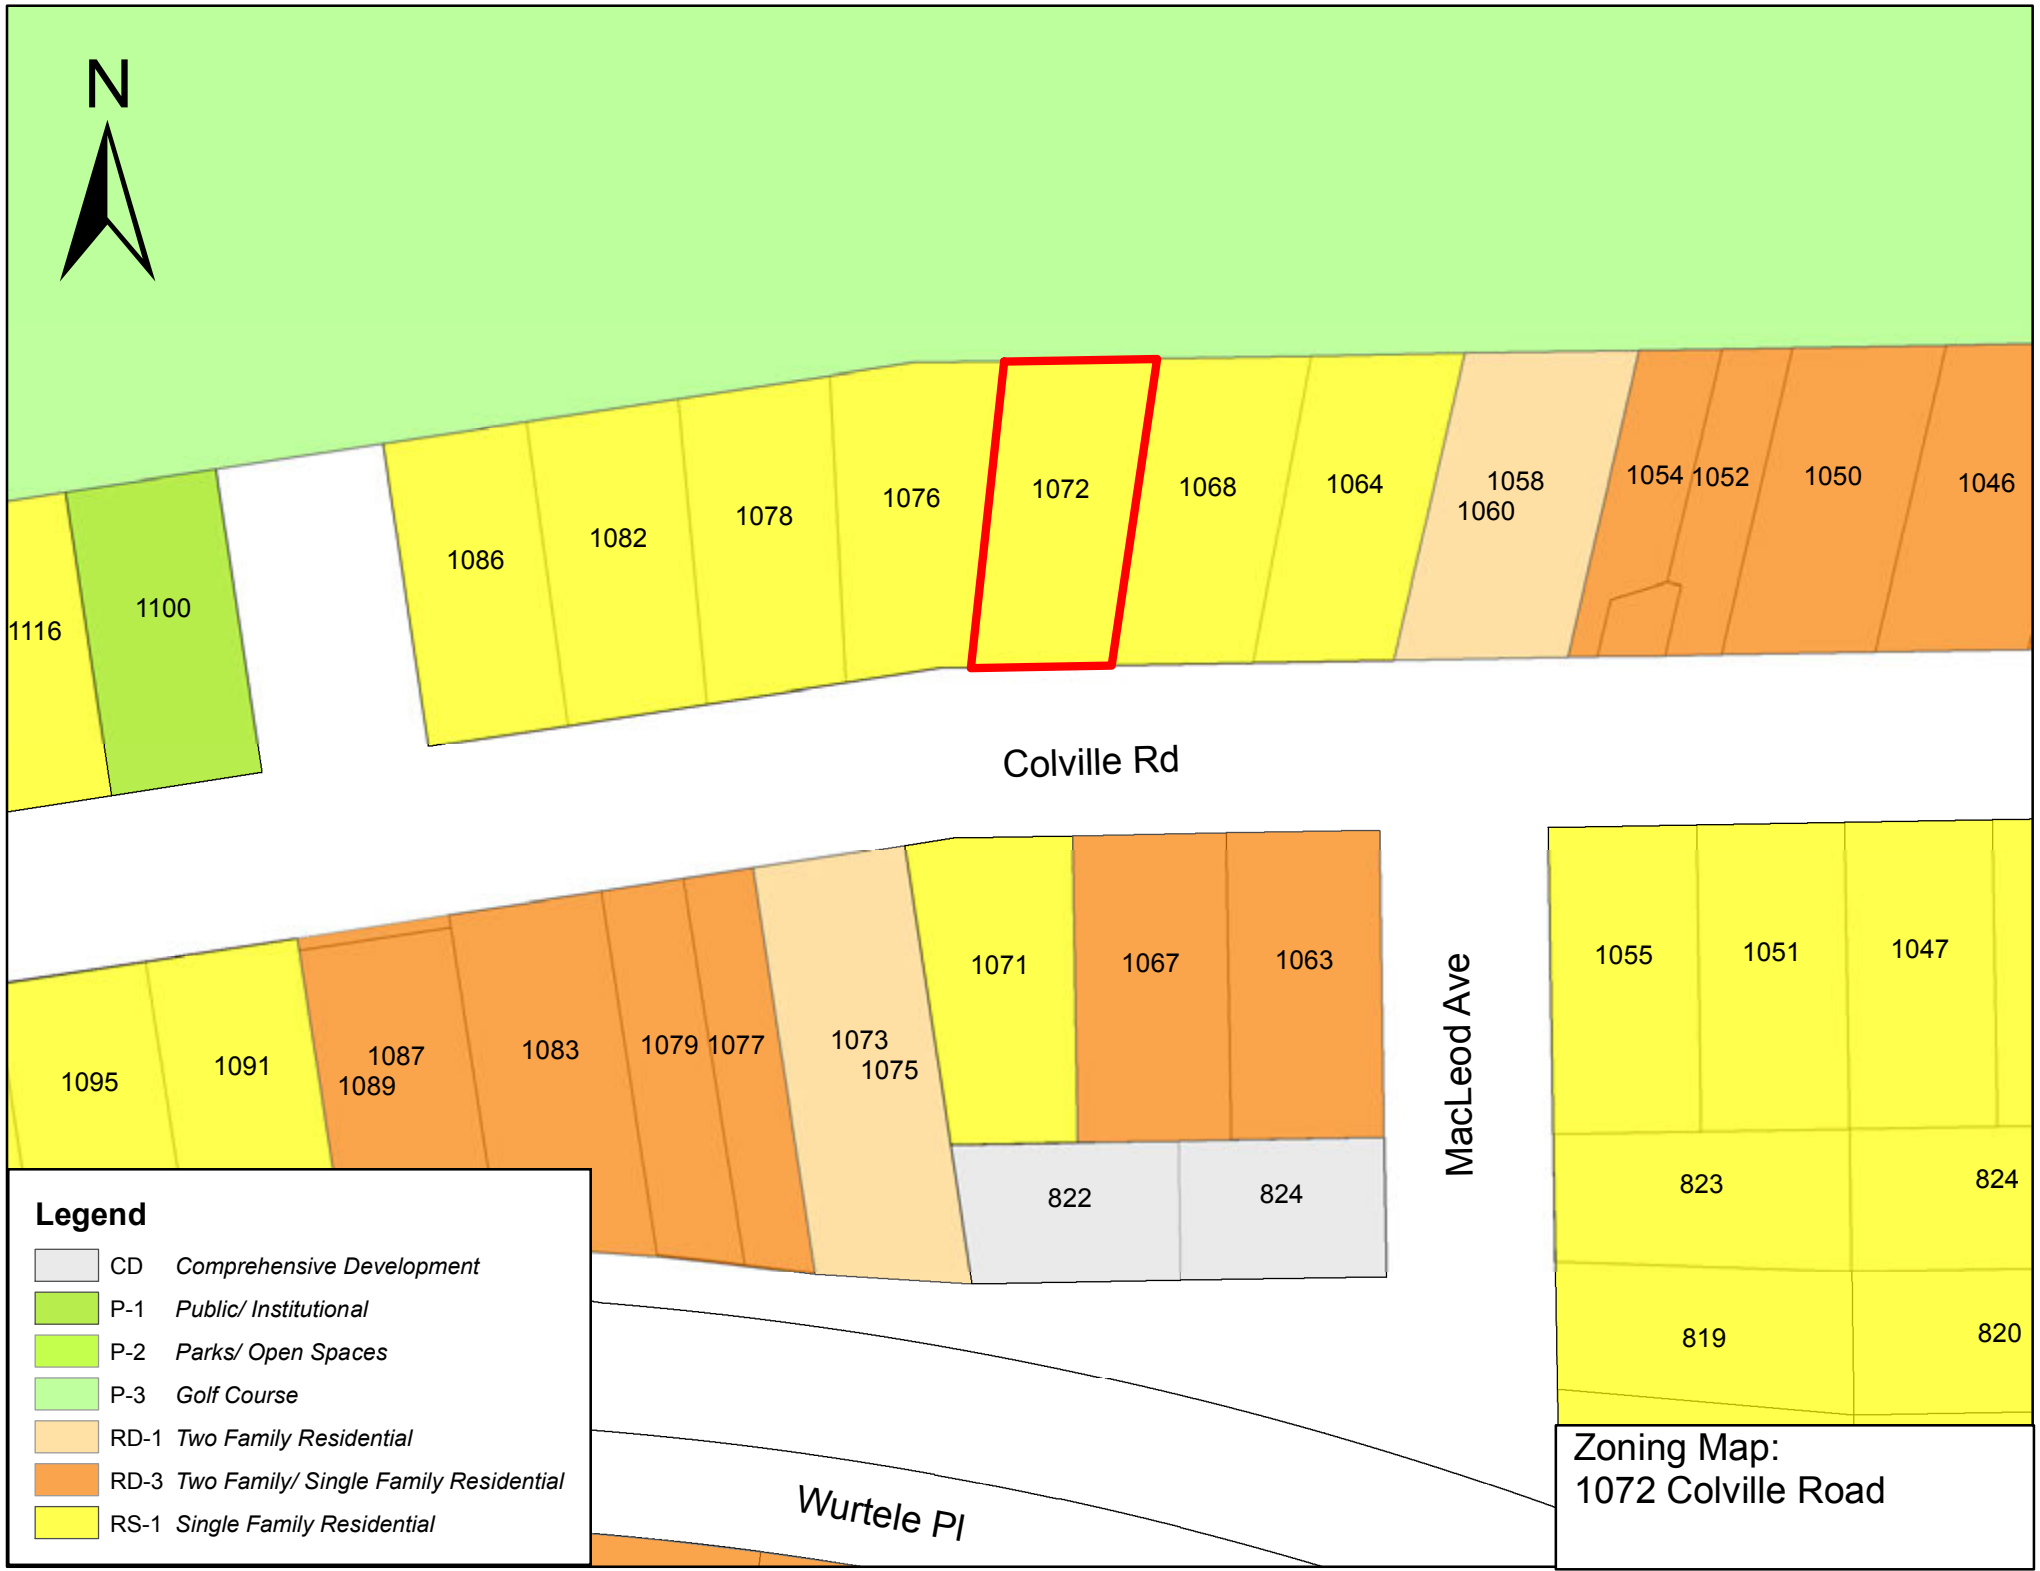 N
1072
1068
1064
1058
1060
1054
1052
1050
1046
1076
1078
1082
1086
1100
1116
Colville Rd
1071
1067
1063
1055
1051
1047
MacLeod Ave
1073
1075
1079
1077
1083
1087
1089
1091
1095
822
824
823
824
819
820
Legend
CD Comprehensive Development
P-1 Public/ Institutional
P-2 Parks/ Open Spaces
P-3 Golf Course
RD-1 Two Family Residential
RD-3 Two Family/ Single Family Residential
RS-1 Single Family Residential
Wurtele Pl
Zoning Map:
1072 Colville Road